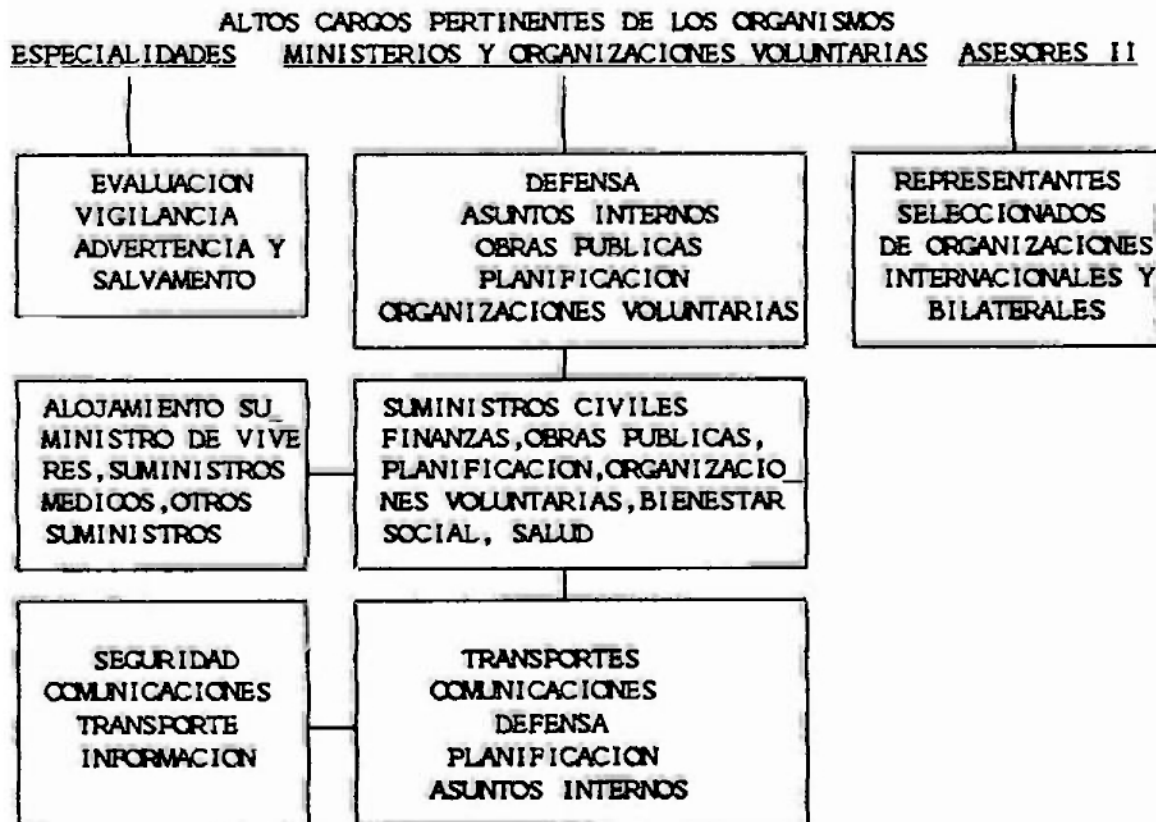 ALTOS CARGOS PERTINENTES DE LOS ORGANISMOS
ESPECIALIDADES MINISTERIOS Y ORGANIZACIONES VOLUNTARIAS ASESORES II
EVALUACION
VIGILANCIA
ADVERTENCIA Y
SALVAMENTO
DEFENSA
ASUNTOS INTERNOS
OBRAS PUBLICAS
PLANIFICACION
ORGANIZACIONES VOLUNTARIAS
REPRESENTANTES
SELECCIONADOS
DE ORGANIZACIONES
INTERNACIONALES Y
BILATERALES
ALOJAMIENTO SU_
MINISTRO DE VIVE
RES,SUMINISTROS
MEDICOS,OTROS
SUMINISTROS
SUMINISTROS CIVILES
FINANZAS,OBRAS PUBLICAS,
PLANIFICACION,ORGANIZACIO_
NES VOLUNTARIAS,BIENESTAR
SOCIAL, SALUD
SEGURIDAD
COMUNICACIONES
TRANSPORTE
INFORMACION
TRANSPORTES
COMUNICACIONES
DEFENSA
PLANIFICACION
ASUNTOS INTERNOS